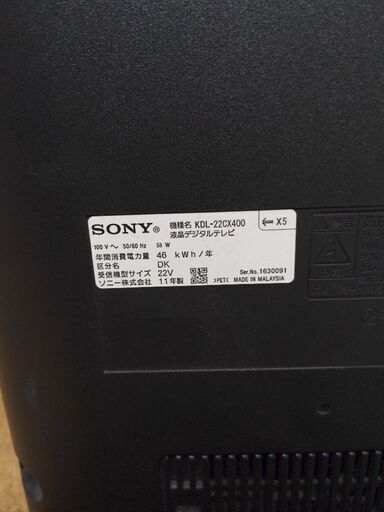 SONY® 機種名 KDL-22CX400
液晶デジタルテレビ
X5
100 V～ 50/60 Hz 58 W
年間消費電力量 46 kWh/年
区分名 DK
受信機型サイズ 22V
ソニー株式会社 11年製
Ser.No.1630091
>PET< MADE IN MALAYSIA